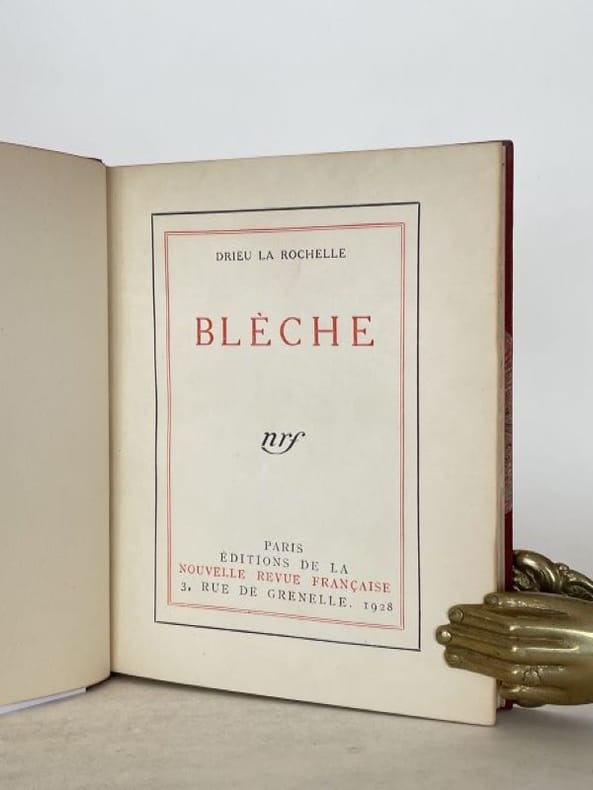 DRIEU LA ROCHELLE
BLÈCHE
nrf
PARIS
ÉDITIONS DE LA
NOUVELLE REVUE FRANÇAISE
3, RUE DE GRENELLE. 1928